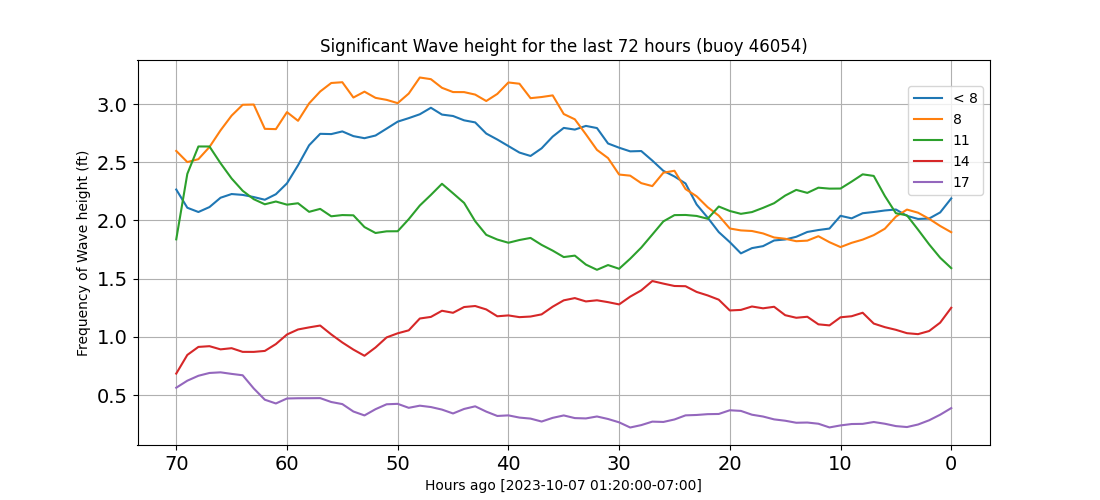 Significant Wave height for the last 72 hours (buoy 46054)
Frequency of Wave height (ft)
3.0
2.5
2.0
1.5
1.0
0.5
< 8
8
11
14
17
70 60 50 40 30 20 10 0
Hours ago [2023-10-07 01:20:00-07:00]